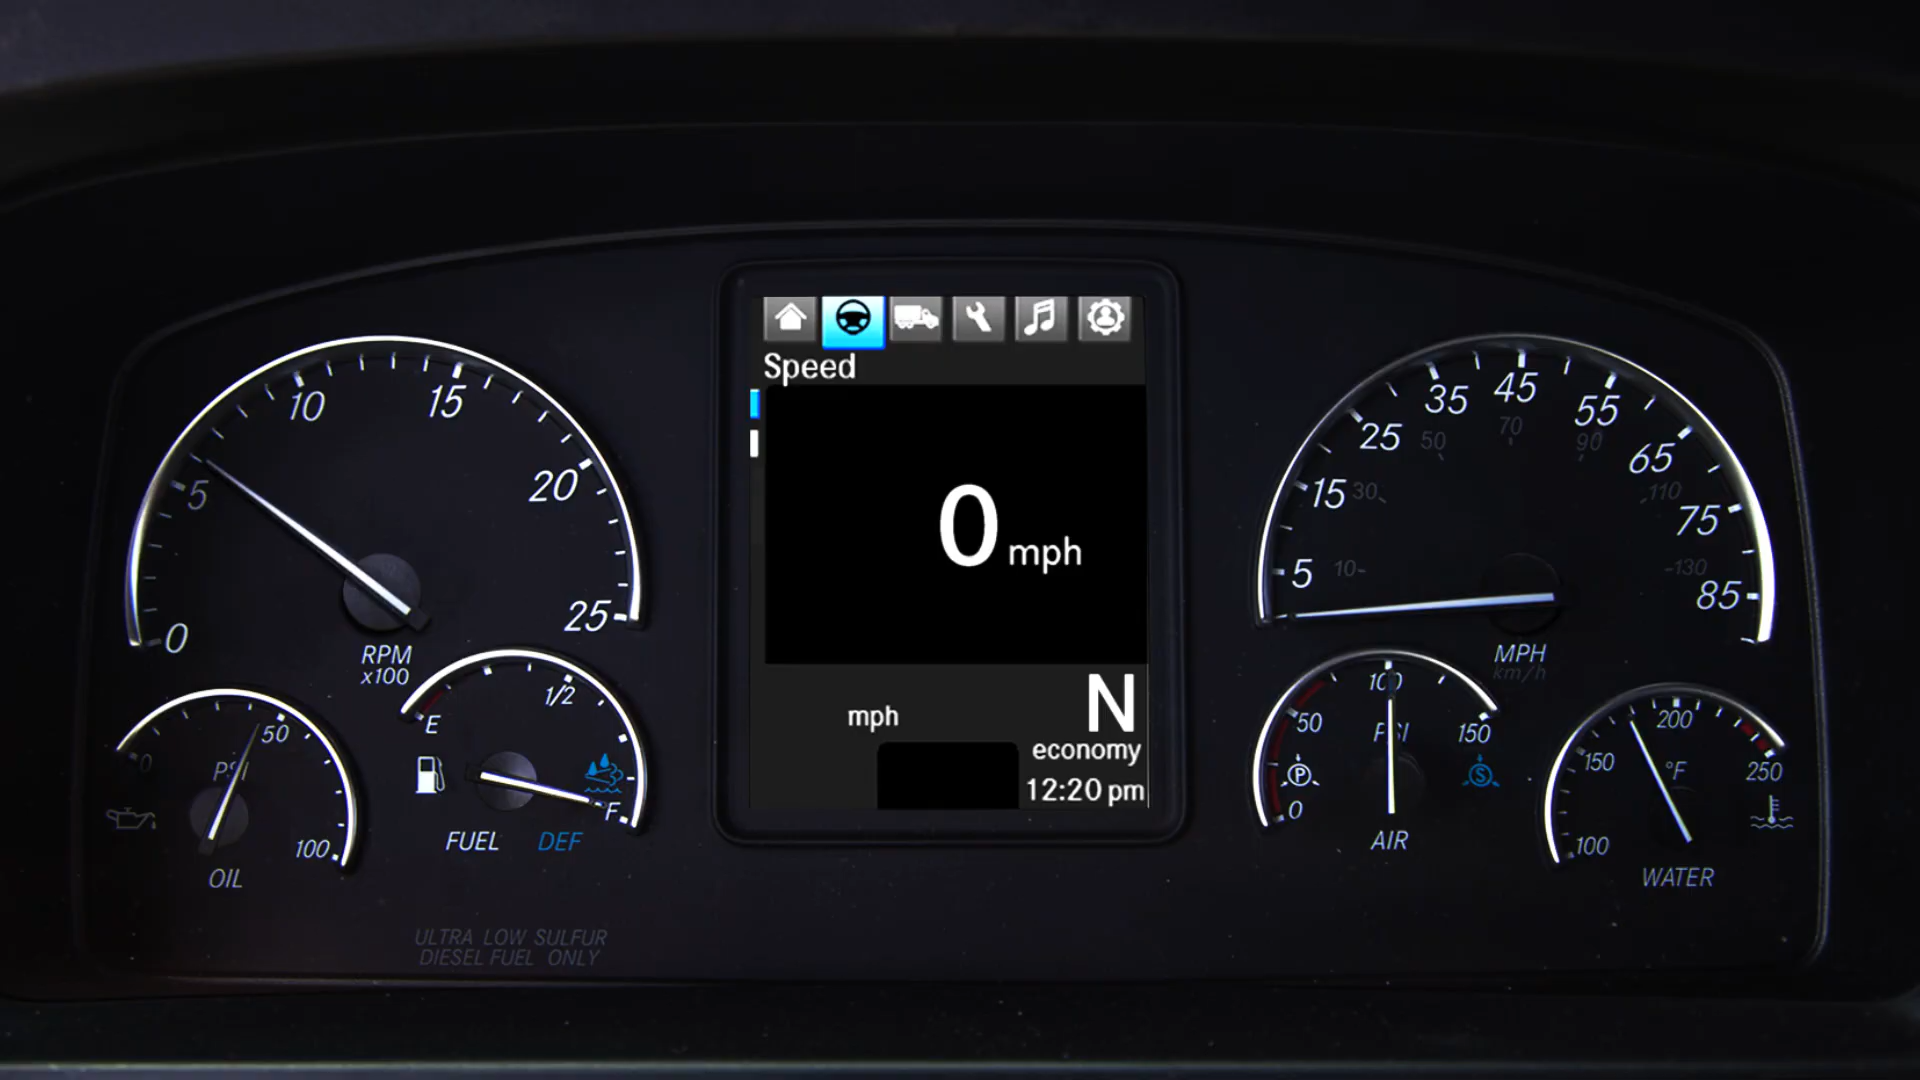 Speed
0 mph
mph
N
economy
12:20 pm
0
5
10
15
20
25
RPM
x100
0
50
100
PSI
OIL
E
1/2
F
FUEL
DEF
ULTRA LOW SULFUR
DIESEL FUEL ONLY
5
15
25
35
45
55
65
75
85
10
30
50
70
90
110
130
MPH
km/h
0
50
100
150
PSI
P
S
AIR
100
150
200
250
°F
WATER